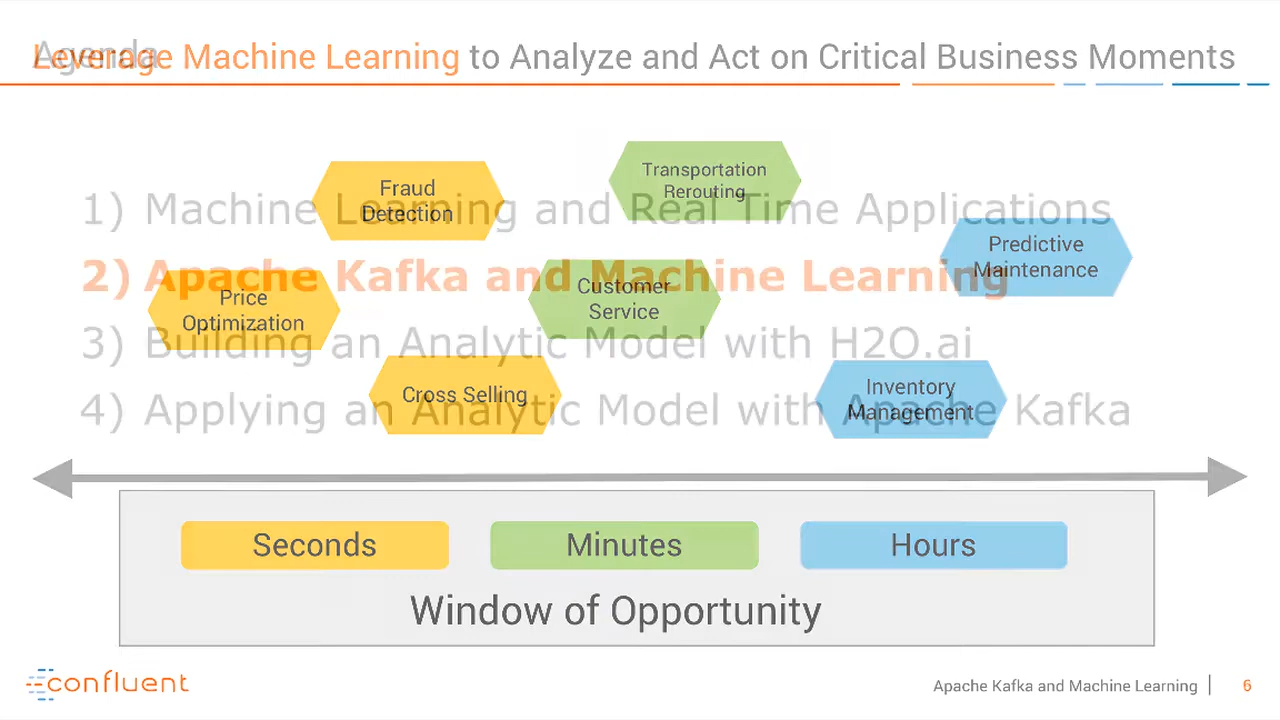 Agenda
Leverage Machine Learning to Analyze and Act on Critical Business Moments
Fraud
Detection
Transportation
Rerouting
1) Machine Learning and Real Time Applications
Predictive
Maintenance
2) Apache Kafka and Machine Learning
Price
Optimization
Customer
Service
3) Building an Analytic Model with H2O.ai
Cross Selling
Inventory
Management
4) Applying an Analytic Model with Apache Kafka
Seconds
Minutes
Hours
Window of Opportunity
confluent
Apache Kafka and Machine Learning | 6